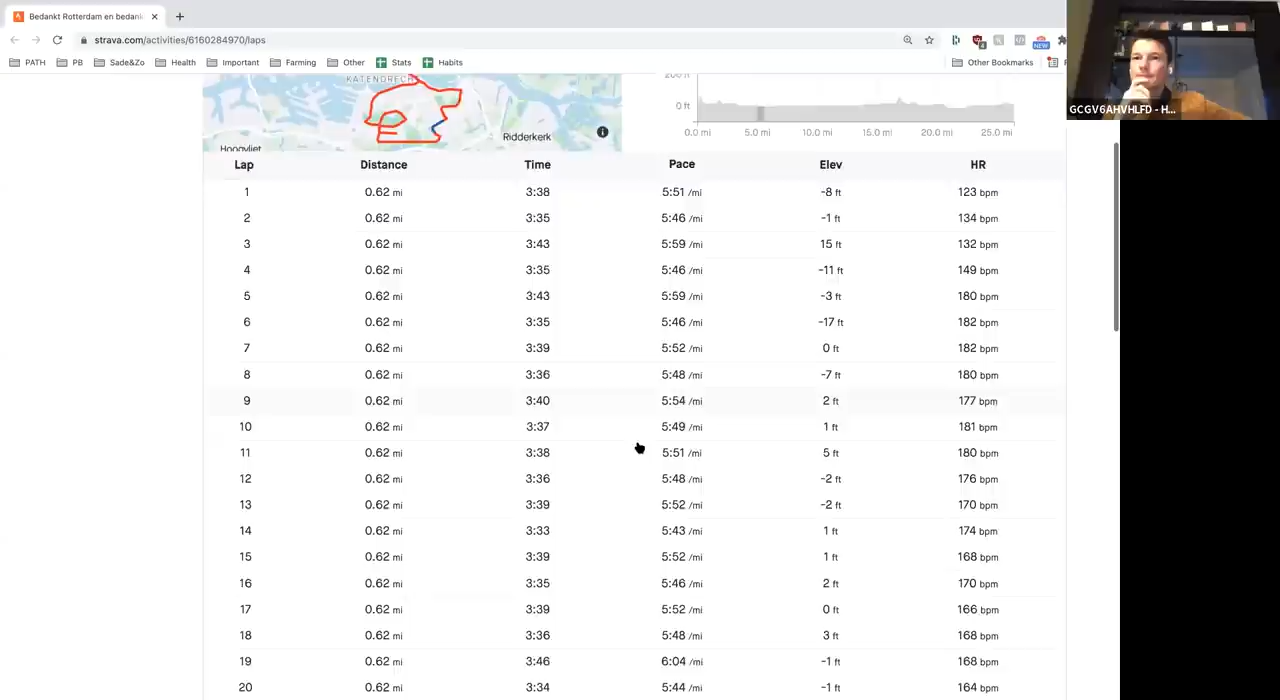 Bedankt Rotterdam en bedank
strava.com/activities/6160284970/laps
4
NEW
PATH PB Sade&Zo Health Important Farming Other Stats Habits Other Bookmarks
GCGV6AHVHLFD - H...
KATENDRECH
Ridderkerk
Hoogvliet
200 ft
0 ft
0.0 mi 5.0 mi 10.0 mi 15.0 mi 20.0 mi 25.0 mi
Lap Distance Time Pace Elev HR
1 0.62 mi 3:38 5:51 /mi -8 ft 123 bpm
2 0.62 mi 3:35 5:46 /mi -1 ft 134 bpm
3 0.62 mi 3:43 5:59 /mi 15 ft 132 bpm
4 0.62 mi 3:35 5:46 /mi -11 ft 149 bpm
5 0.62 mi 3:43 5:59 /mi -3 ft 180 bpm
6 0.62 mi 3:35 5:46 /mi -17 ft 182 bpm
7 0.62 mi 3:39 5:52 /mi 0 ft 182 bpm
8 0.62 mi 3:36 5:48 /mi -7 ft 180 bpm
9 0.62 mi 3:40 5:54 /mi 2 ft 177 bpm
10 0.62 mi 3:37 5:49 /mi 1 ft 181 bpm
11 0.62 mi 3:38 5:51 /mi 5 ft 180 bpm
12 0.62 mi 3:36 5:48 /mi -2 ft 176 bpm
13 0.62 mi 3:39 5:52 /mi -2 ft 170 bpm
14 0.62 mi 3:33 5:43 /mi 1 ft 174 bpm
15 0.62 mi 3:39 5:52 /mi 1 ft 168 bpm
16 0.62 mi 3:35 5:46 /mi 2 ft 170 bpm
17 0.62 mi 3:39 5:52 /mi 0 ft 166 bpm
18 0.62 mi 3:36 5:48 /mi 3 ft 168 bpm
19 0.62 mi 3:46 6:04 /mi -1 ft 168 bpm
20 0.62 mi 3:34 5:44 /mi -1 ft 164 bpm